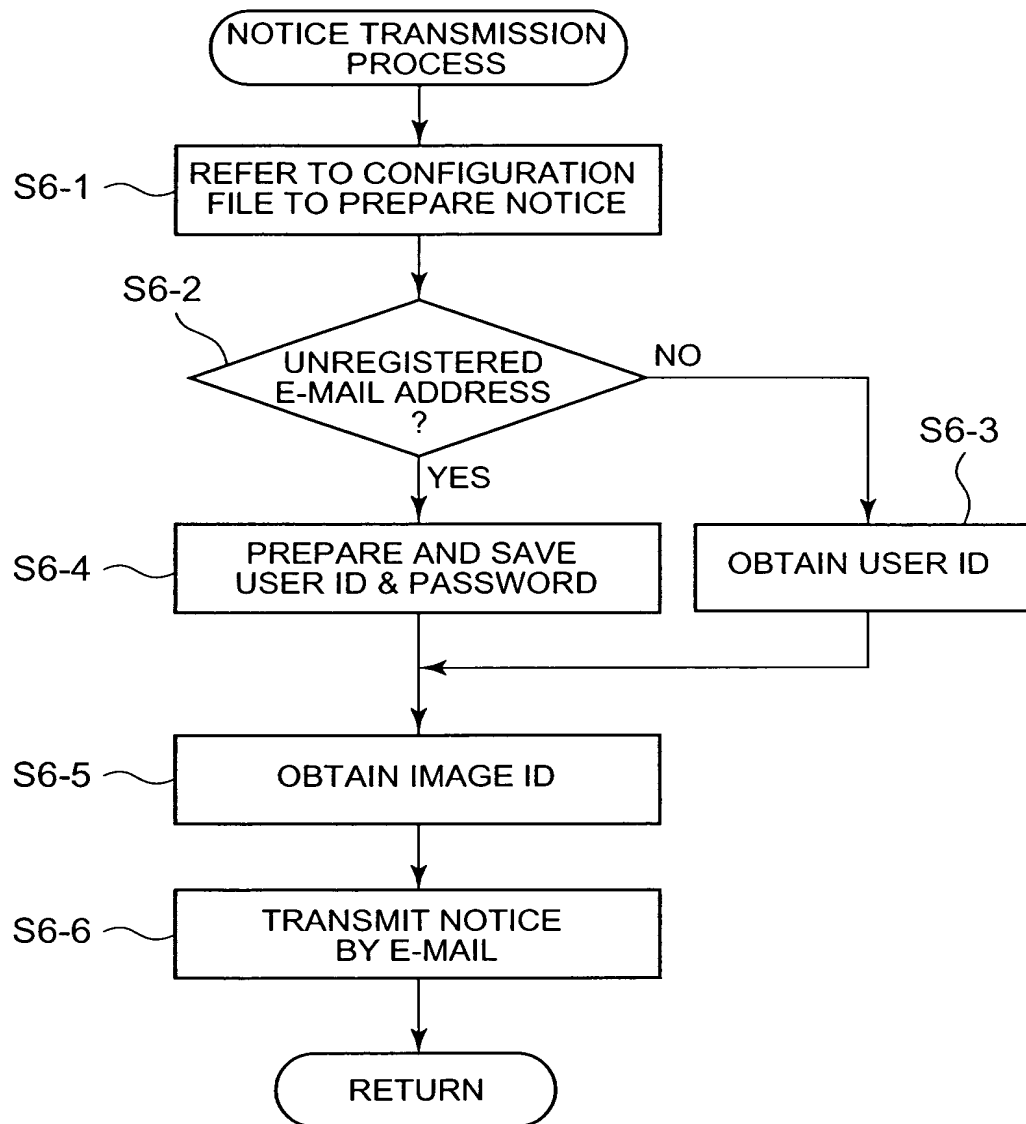 NOTICE TRANSMISSION
PROCESS
S6-1
REFER TO CONFIGURATION
FILE TO PREPARE NOTICE
S6-2
UNREGISTERED
E-MAIL ADDRESS
?
NO
YES
S6-3
OBTAIN USER ID
S6-4
PREPARE AND SAVE
USER ID & PASSWORD
S6-5
OBTAIN IMAGE ID
S6-6
TRANSMIT NOTICE
BY E-MAIL
RETURN